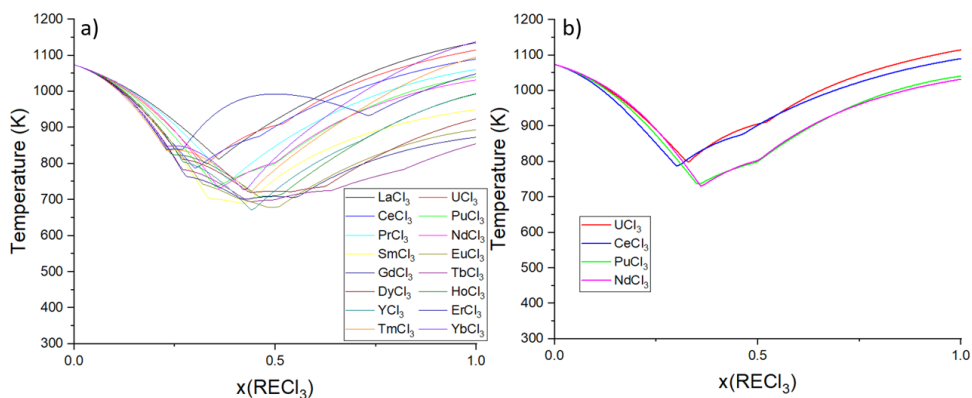 a)
1200
1100
1000
900
800
700
600
500
400
300
Temperature (K)
0.0
0.5
1.0
x(RECl₃)
LaCl₃ UCl₃
CeCl₃ PuCl₃
PrCl₃ NdCl₃
SmCl₃ EuCl₃
GdCl₃ TbCl₃
DyCl₃ HoCl₃
YCl₃ ErCl₃
TmCl₃ YbCl₃
b)
1200
1100
1000
900
800
700
600
500
400
300
Temperature (K)
0.0
0.5
1.0
x(RECl₃)
UCl₃
CeCl₃
PuCl₃
NdCl₃